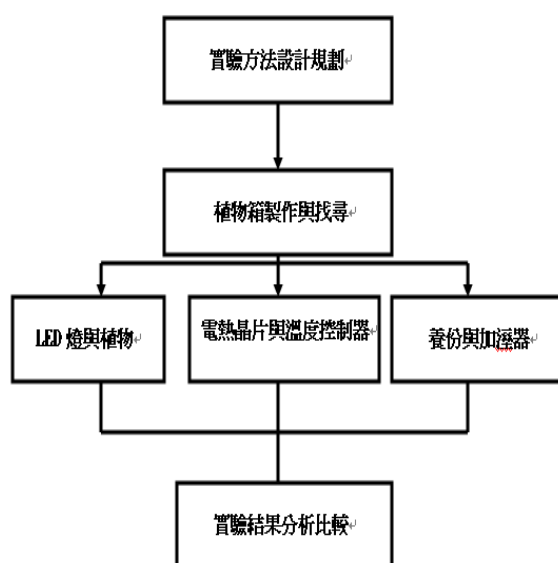 實驗方法設計規劃
植物箱製作與找尋
LED 燈與植物
電熱晶片與溫度控制器
養份與加溼器
實驗結果分析比較